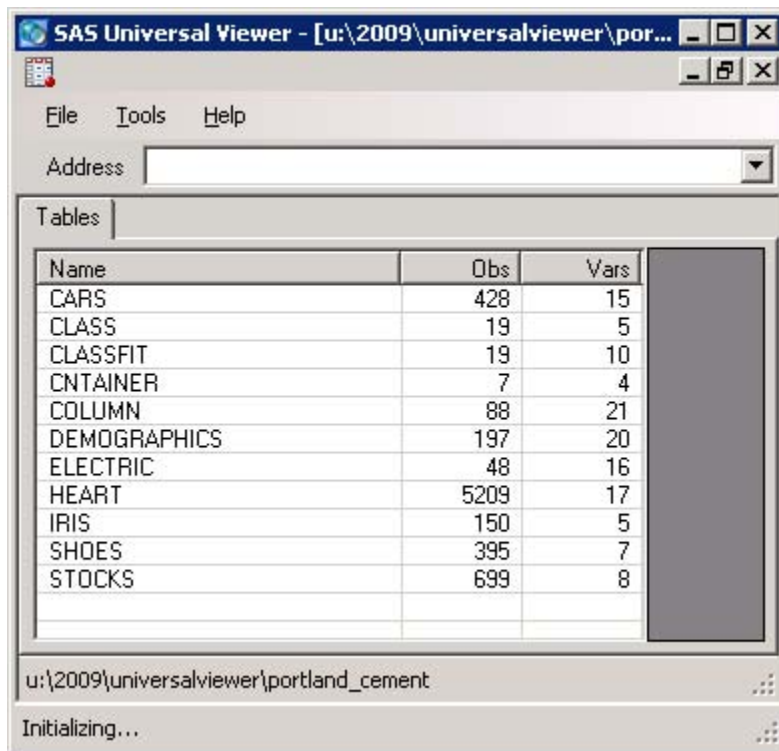 SAS Universal Viewer - [u:\2009\universalviewer\por...
File Tools Help
Address
Tables
Name Obs Vars
CARS 428 15
CLASS 19 5
CLASSFIT 19 10
CNTAINER 7 4
COLUMN 88 21
DEMOGRAPHICS 197 20
ELECTRIC 48 16
HEART 5209 17
IRIS 150 5
SHOES 395 7
STOCKS 699 8
u:\2009\universalviewer\portland_cement
Initializing...